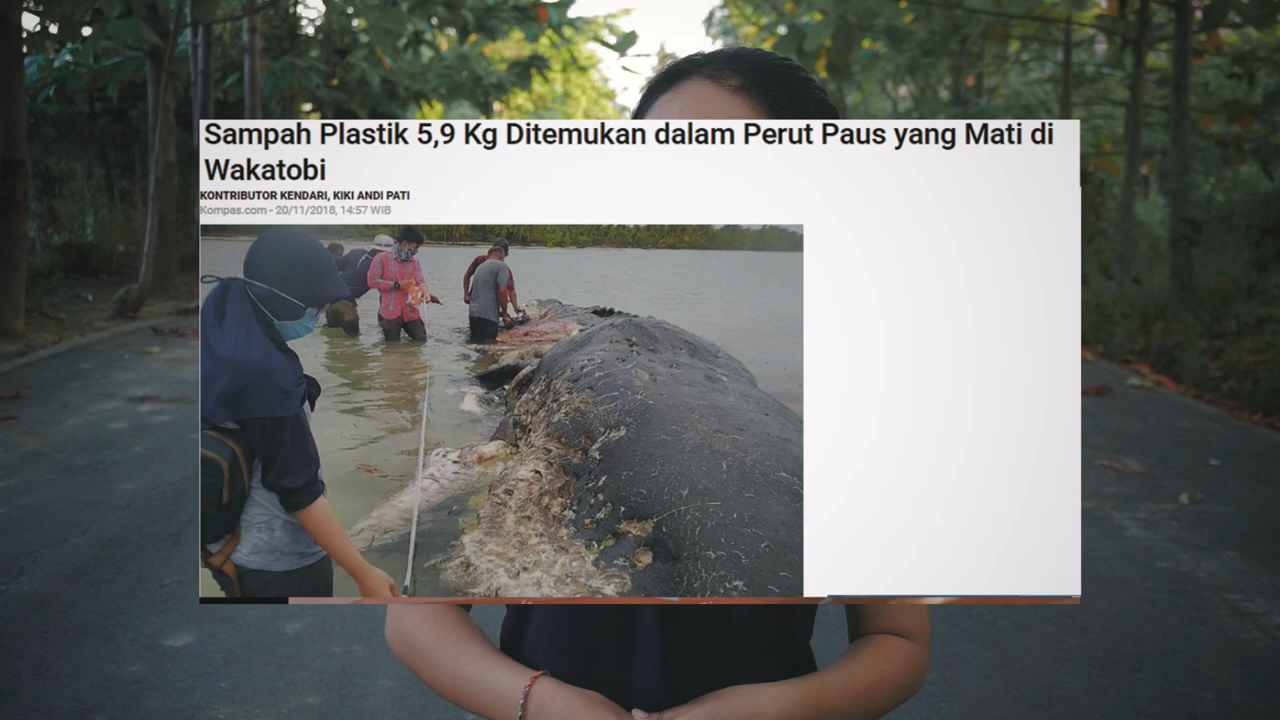 Sampah Plastik 5,9 Kg Ditemukan dalam Perut Paus yang Mati di
Wakatobi
KONTRIBUTOR KENDARI, KIKI ANDI PATI
Kompas.com - 20/11/2018, 14:57 WIB